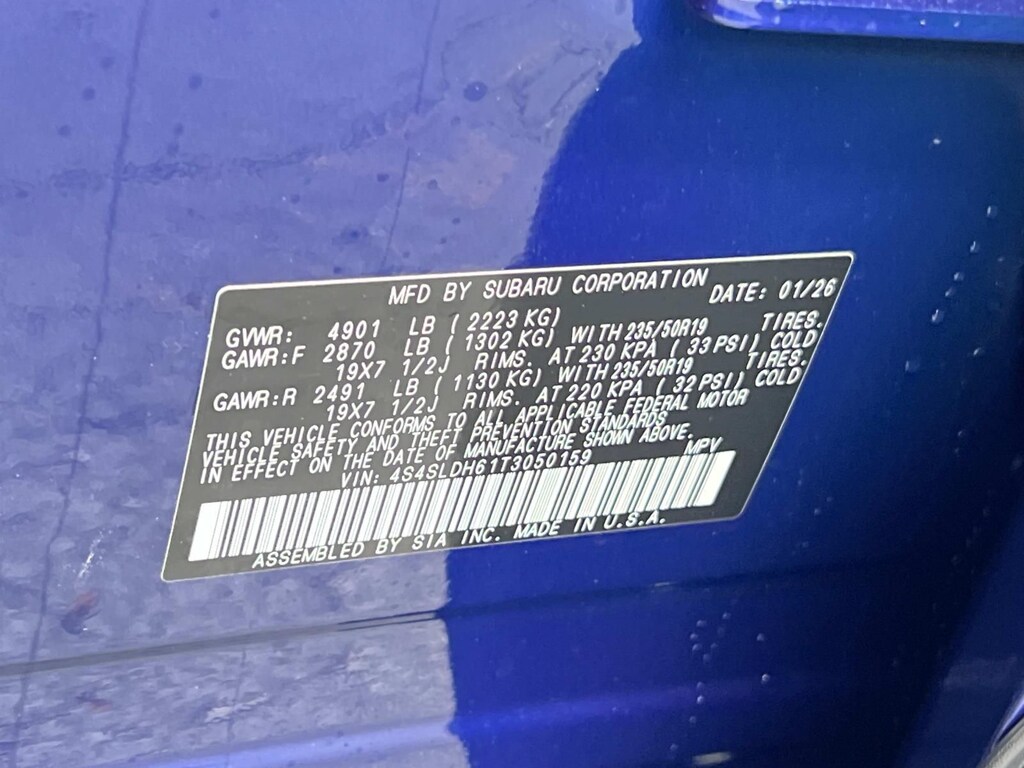 MFD BY SUBARU CORPORATION DATE: 01/26
GVWR: 4901 LB ( 2223 KG)
GAWR:F 2870 LB ( 1302 KG) WITH 235/50R19 TIRES.
19X7 1/2J RIMS. AT 230 KPA ( 33 PSI) COLD
GAWR:R 2491 LB ( 1130 KG) WITH 235/50R19 TIRES.
19X7 1/2J RIMS. AT 220 KPA ( 32 PSI) COLD
THIS VEHICLE CONFORMS TO ALL APPLICABLE FEDERAL MOTOR
VEHICLE SAFETY AND THEFT PREVENTION STANDARDS
IN EFFECT ON THE DATE OF MANUFACTURE SHOWN ABOVE.
VIN: 4S4SLDH61T3050159 MPV
ASSEMBLED BY SIA INC. MADE IN U.S.A.